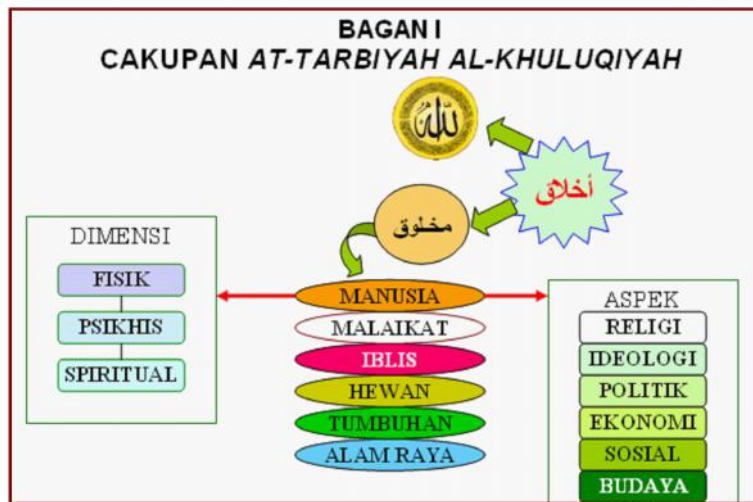 BAGAN I
CAKUPAN AT-TARBIYAH AL-KHULUQIYAH
الله
أخلاق
مخلوق
DIMENSI
FISIK
PSIKHIS
SPIRITUAL
MANUSIA
MALAIKAT
IBLIS
HEWAN
TUMBUHAN
ALAM RAYA
ASPEK
RELIGI
IDEOLOGI
POLITIK
EKONOMI
SOSIAL
BUDAYA